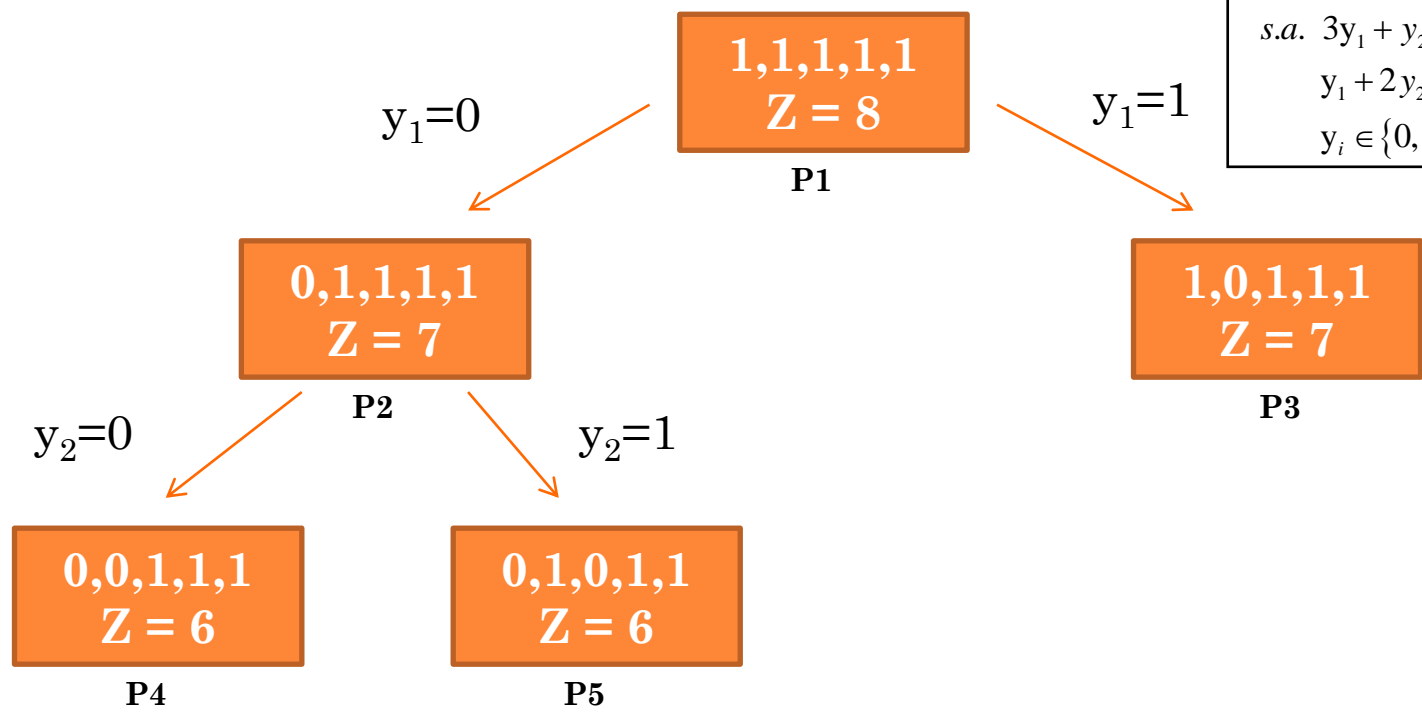 s.a. 3y₁ + y₂
y₁ + 2y₂
yᵢ ∈ {0,
1,1,1,1,1
Z = 8
P1
y₁=0
y₁=1
0,1,1,1,1
Z = 7
P2
1,0,1,1,1
Z = 7
P3
y₂=0
y₂=1
0,0,1,1,1
Z = 6
P4
0,1,0,1,1
Z = 6
P5